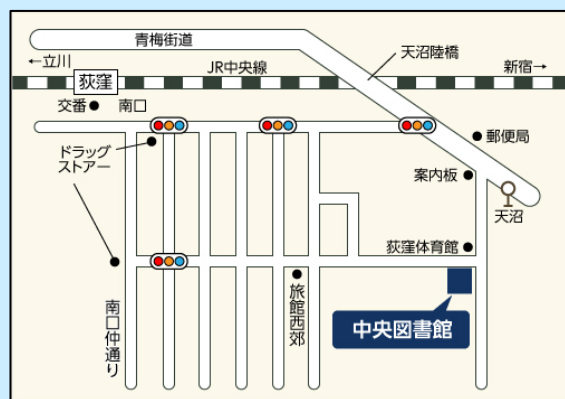 青梅街道
天沼陸橋
←立川
JR中央線
新宿→
荻窪
交番
南口
郵便局
ドラッグ
ストアー
案内板
天沼
荻窪体育館
南口仲通り
旅館西郊
中央図書館